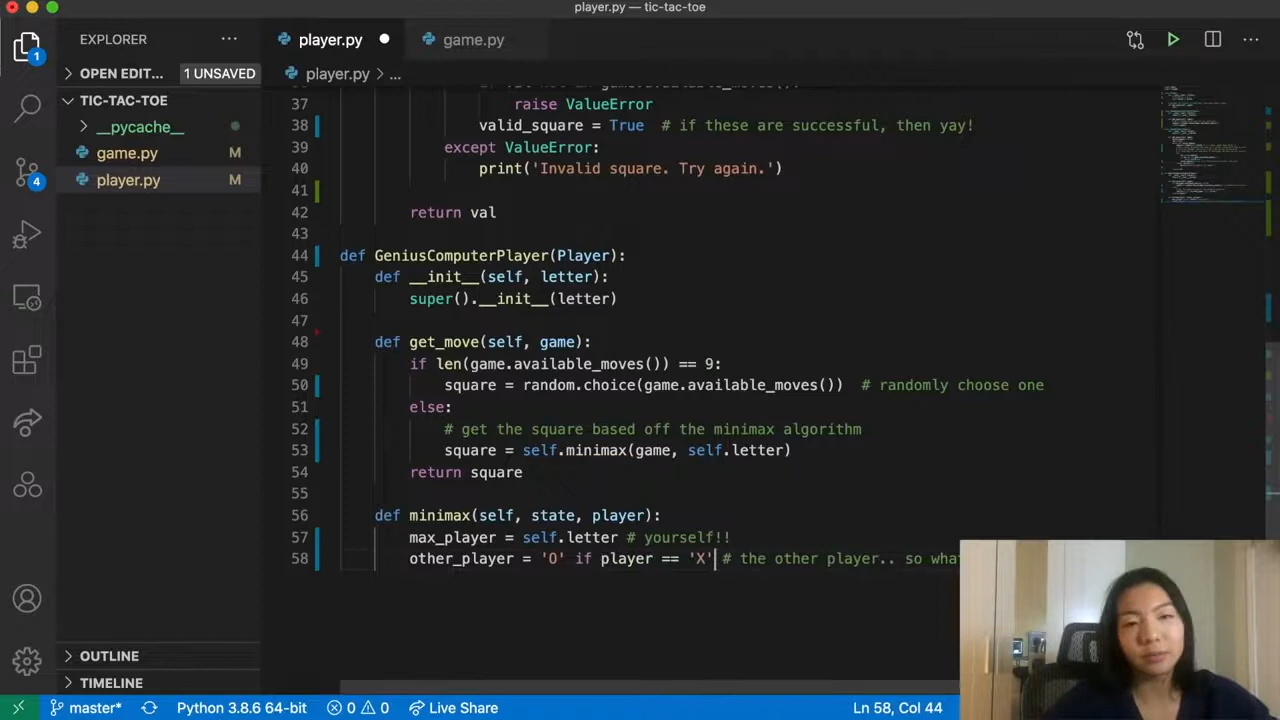 player.py — tic-tac-toe
EXPLORER
player.py
game.py
OPEN EDIT... 1 UNSAVED
player.py > ...
TIC-TAC-TOE
__pycache__
game.py M
player.py M
37 raise ValueError
38 valid_square = True # if these are successful, then yay!
39 except ValueError:
40 print('Invalid square. Try again.')
41
42 return val
43
44 def GeniusComputerPlayer(Player):
45 def __init__(self, letter):
46 super().__init__(letter)
47
48 def get_move(self, game):
49 if len(game.available_moves()) == 9:
50 square = random.choice(game.available_moves()) # randomly choose one
51 else:
52 # get the square based off the minimax algorithm
53 square = self.minimax(game, self.letter)
54 return square
55
56 def minimax(self, state, player):
57 max_player = self.letter # yourself!!
58 other_player = 'O' if player == 'X' # the other player.. so what
1
4
OUTLINE
TIMELINE
master* Python 3.8.6 64-bit 0 0 Live Share Ln 58, Col 44